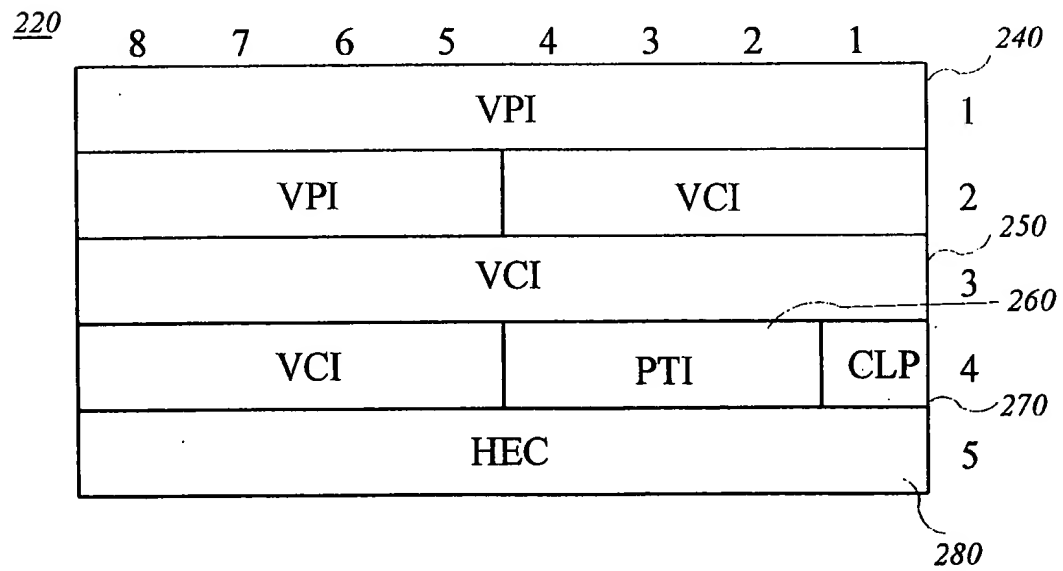 220
8 7 6 5 4 3 2 1 240
VPI 1
VPI VCI 2
250
VCI 3
260
VCI PTI CLP 4
270
HEC 5
280